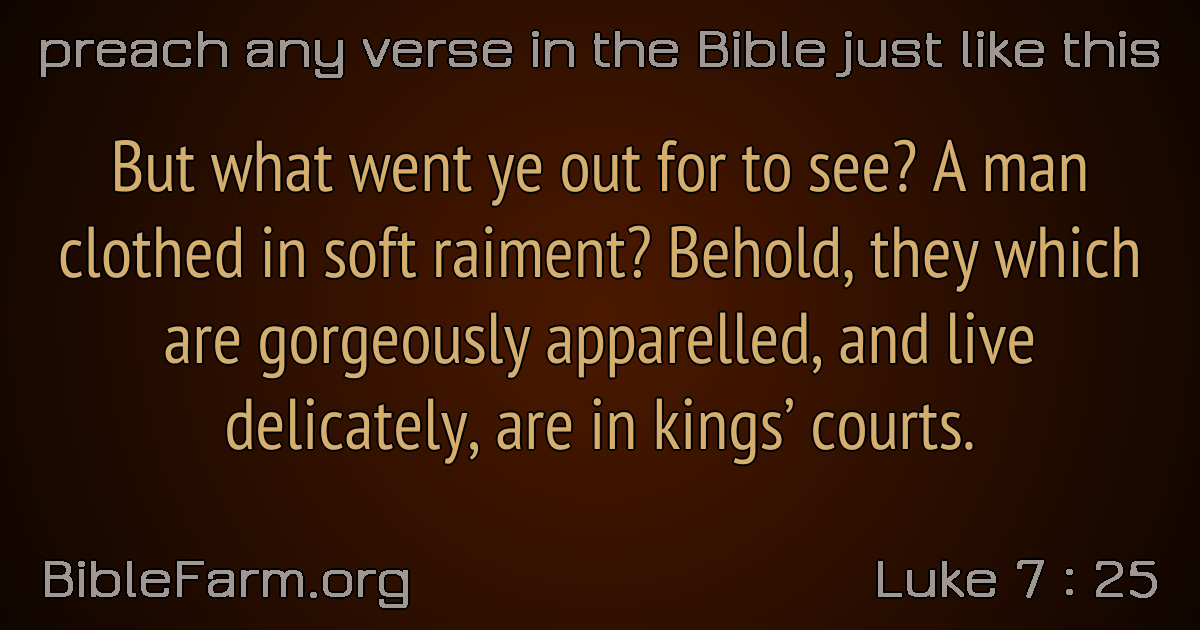 preach any verse in the Bible just like this
But what went ye out for to see? A man
clothed in soft raiment? Behold, they which
are gorgeously apparelled, and live
delicately, are in kings’ courts.
BibleFarm.org
Luke 7 : 25